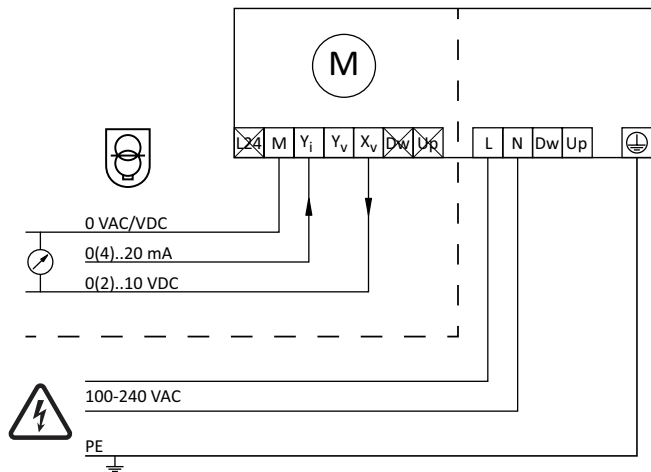 M
L24 M Yi Yv Xv Dw Up L N Dw Up
0 VAC/VDC
0(4)..20 mA
0(2)..10 VDC
100-240 VAC
PE